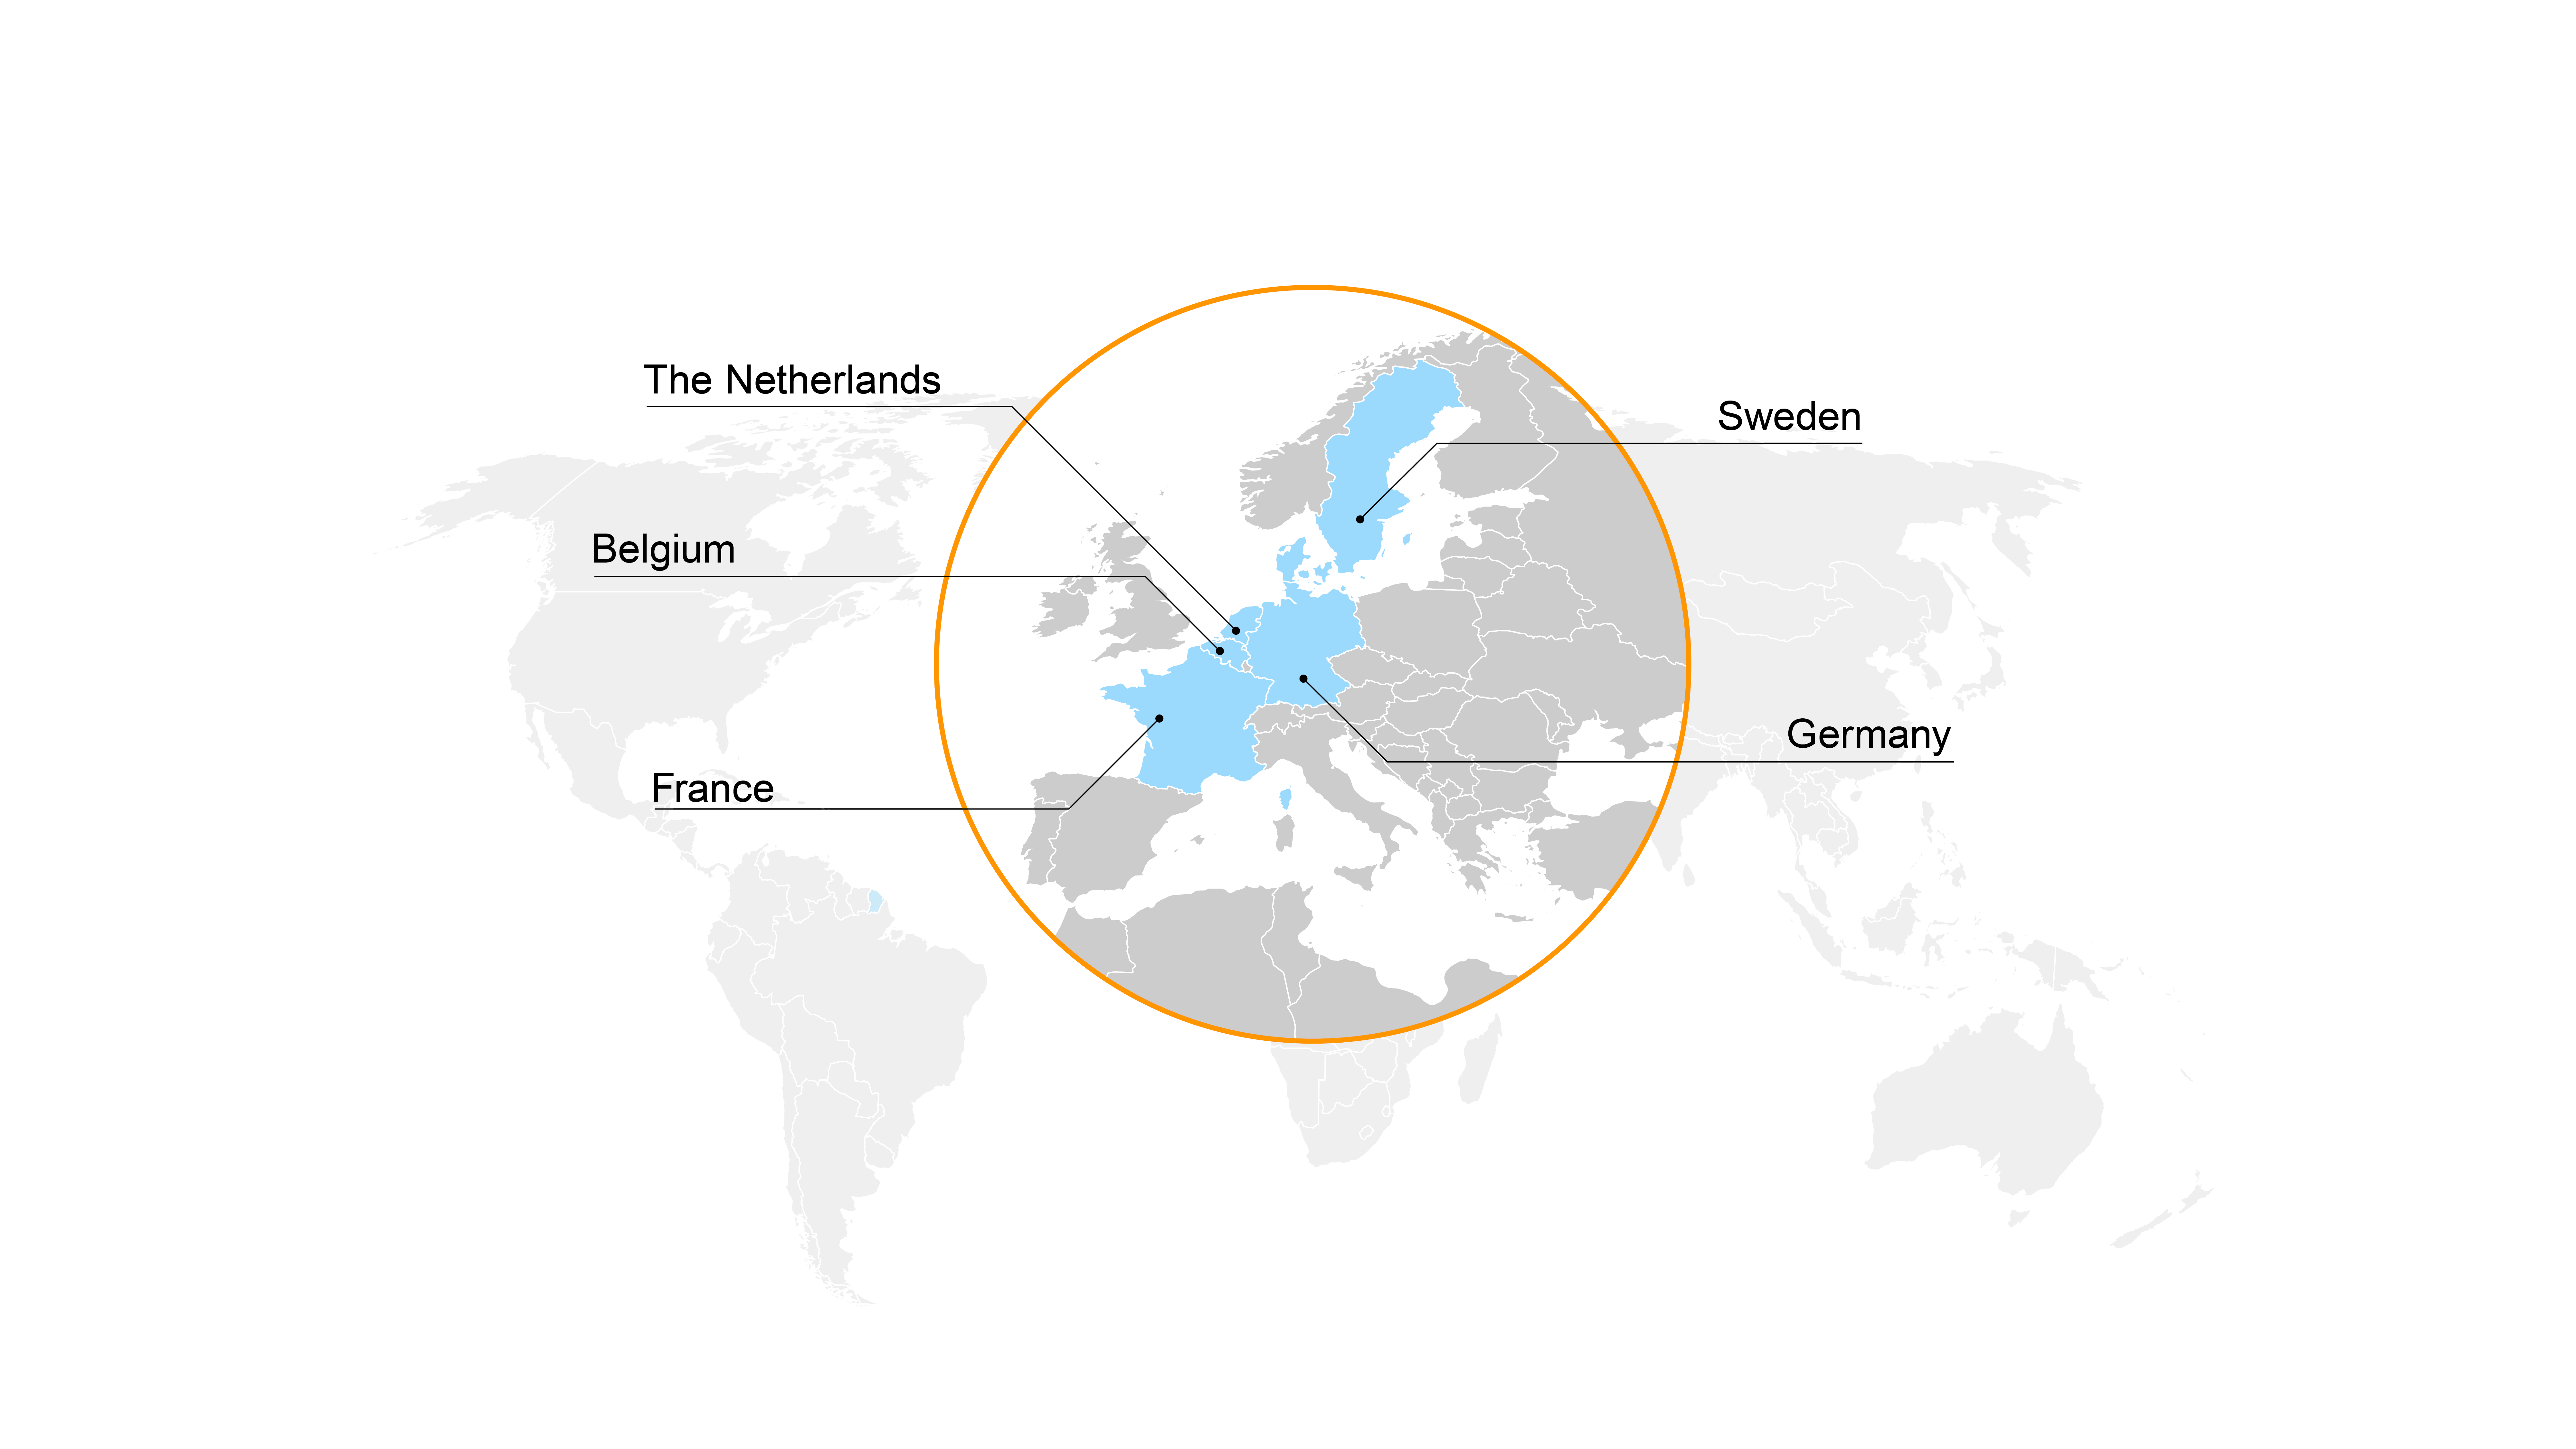 The Netherlands
Sweden
Belgium
Germany
France